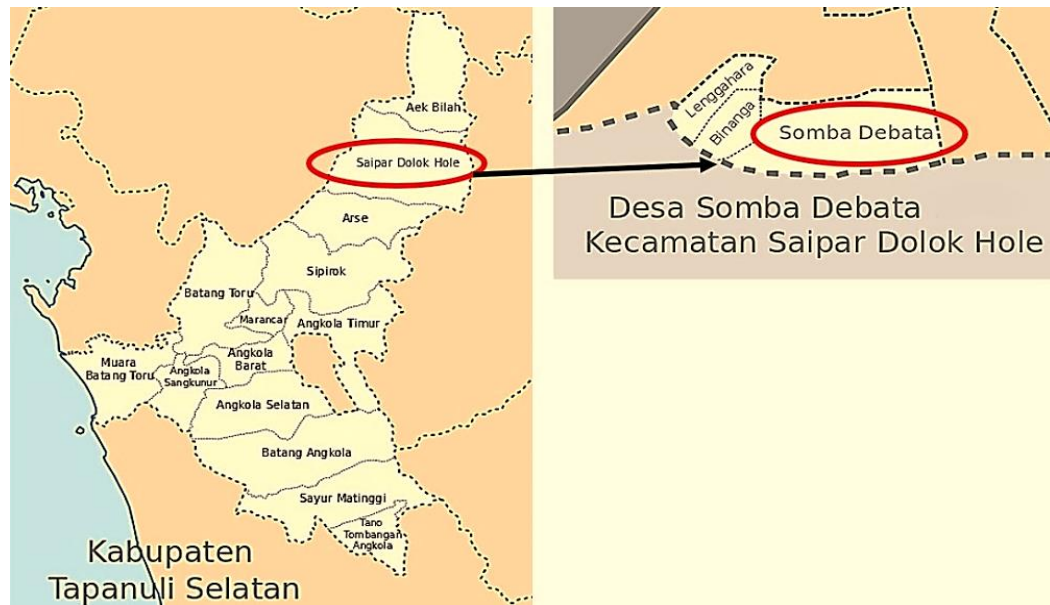 Aek Bilah
Saipar Dolok Hole
Arse
Sipirok
Batang Toru
Marancar
Angkola Timur
Angkola
Barat
Muara
Batang Toru
Angkola
Sangkunur
Angkola Selatan
Batang Angkola
Sayur Matinggi
Tano
Tombangan
Angkola
Kabupaten
Tapanuli Selatan
Lenggahara
Binanga
Somba Debata
Desa Somba Debata
Kecamatan Saipar Dolok Hole